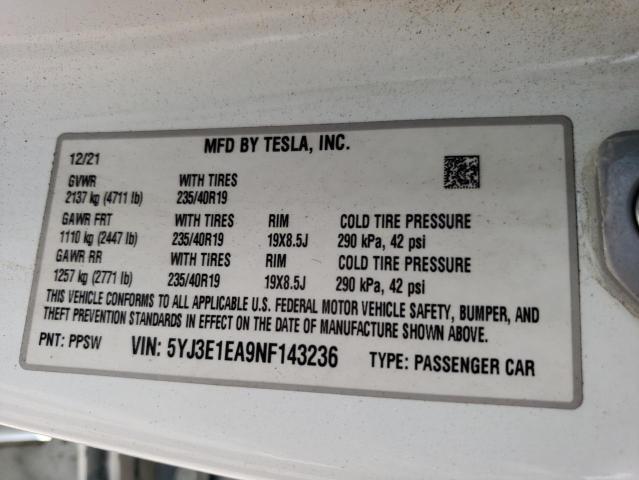 MFD BY TESLA, INC.
12/21
GVWR WITH TIRES
2137 kg (4711 lb) 235/40R19
GAWR FRT WITH TIRES RIM COLD TIRE PRESSURE
1110 kg (2447 lb) 235/40R19 19X8.5J 290 kPa, 42 psi
GAWR RR WITH TIRES RIM COLD TIRE PRESSURE
1257 kg (2771 lb) 235/40R19 19X8.5J 290 kPa, 42 psi
THIS VEHICLE CONFORMS TO ALL APPLICABLE U.S. FEDERAL MOTOR VEHICLE SAFETY, BUMPER, AND
THEFT PREVENTION STANDARDS IN EFFECT ON THE DATE OF MANUFACTURE SHOWN ABOVE.
PNT: PPSW VIN: 5YJ3E1EA9NF143236 TYPE: PASSENGER CAR